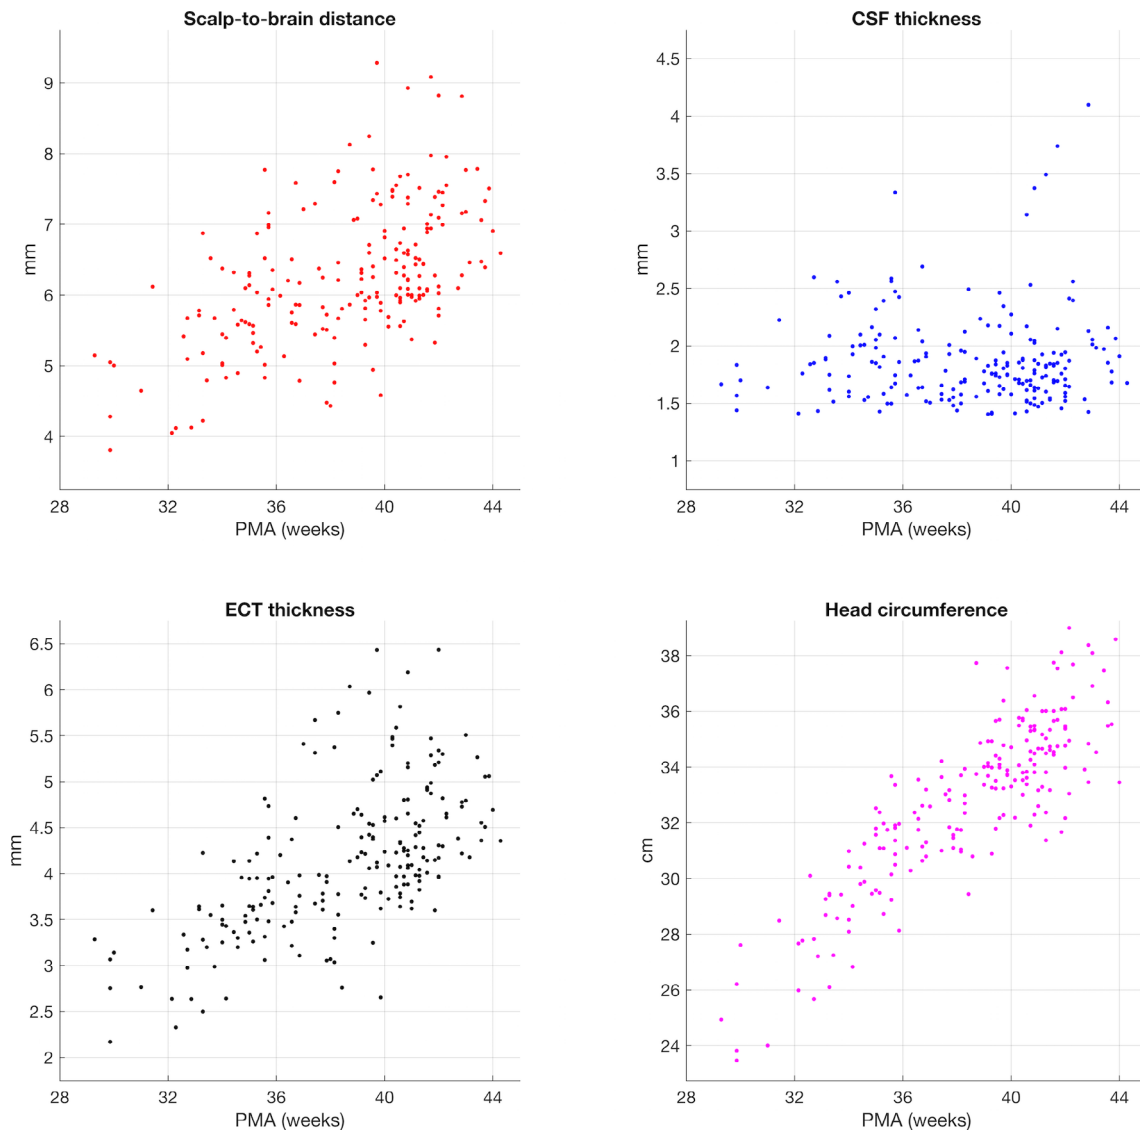 Scalp-to-brain distance
mm
9
8
7
6
5
4
28 32 36 40 44
PMA (weeks)
CSF thickness
mm
4.5
4
3.5
3
2.5
2
1.5
1
28 32 36 40 44
PMA (weeks)
ECT thickness
mm
6.5
6
5.5
5
4.5
4
3.5
3
2.5
2
28 32 36 40 44
PMA (weeks)
Head circumference
cm
38
36
34
32
30
28
26
24
28 32 36 40 44
PMA (weeks)